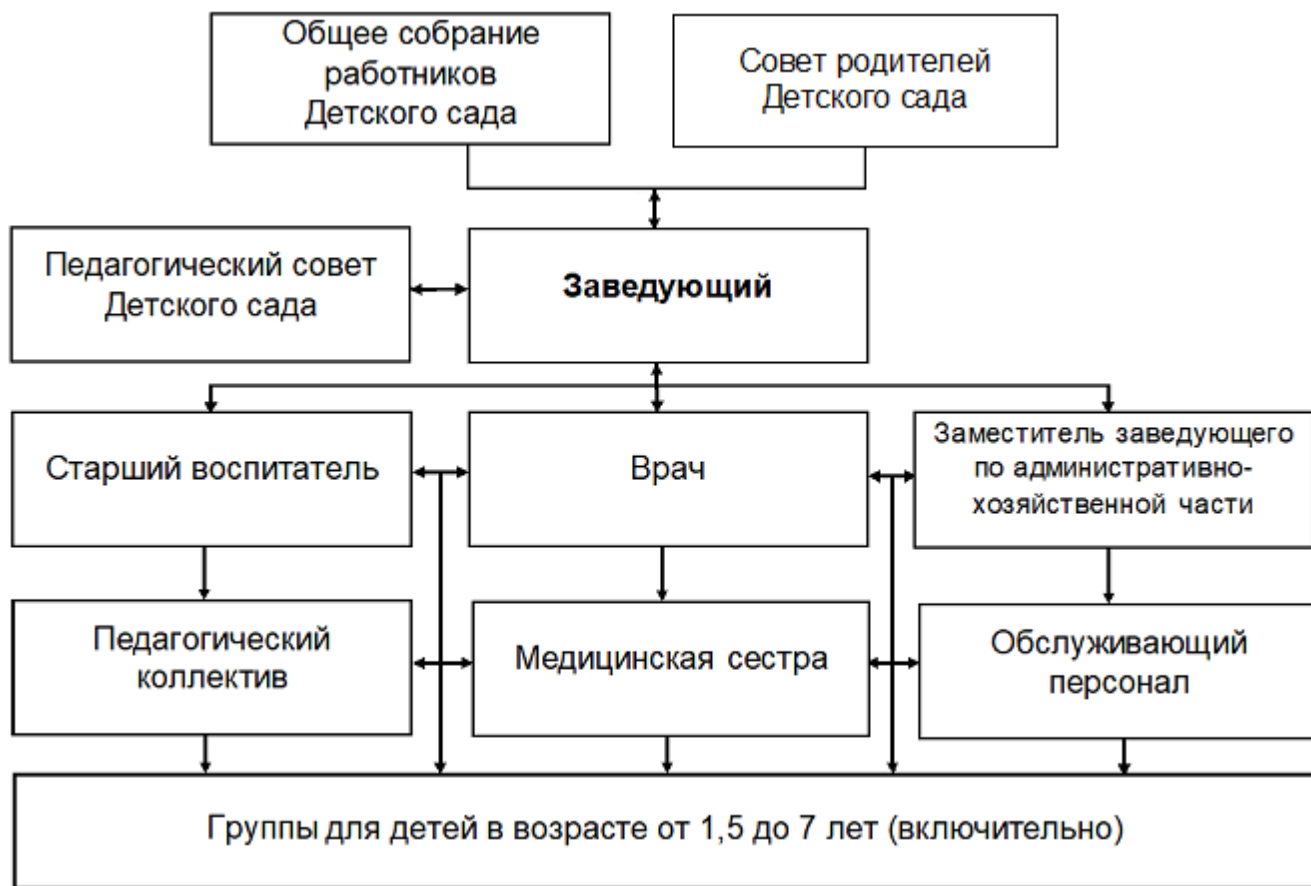 Общее собрание
работников
Детского сада
Совет родителей
Детского сада
Педагогический совет
Детского сада
Заведующий
Старший воспитатель
Врач
Заместитель заведующего
по административно-
хозяйственной части
Педагогический
коллектив
Медицинская сестра
Обслуживающий
персонал
Группы для детей в возрасте от 1,5 до 7 лет (включительно)